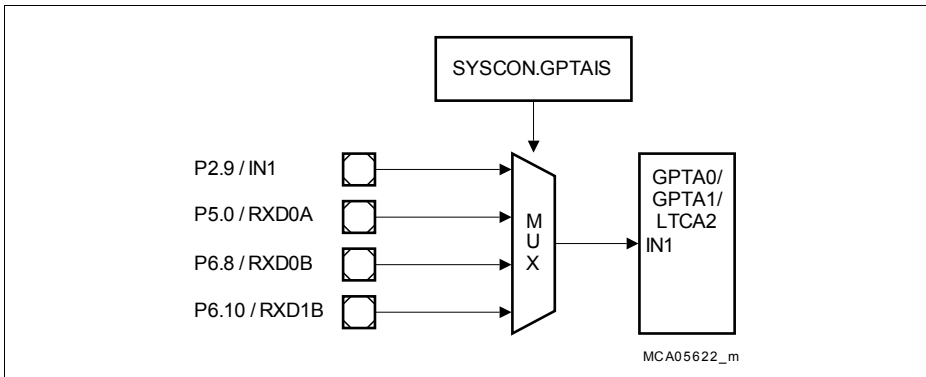 SYSCON.GPTAIS
P2.9 / IN1
P5.0 / RXD0A
P6.8 / RXD0B
P6.10 / RXD1B
M
U
X
GPTA0/
GPTA1/
LTCA2
IN1
MCA05622_m